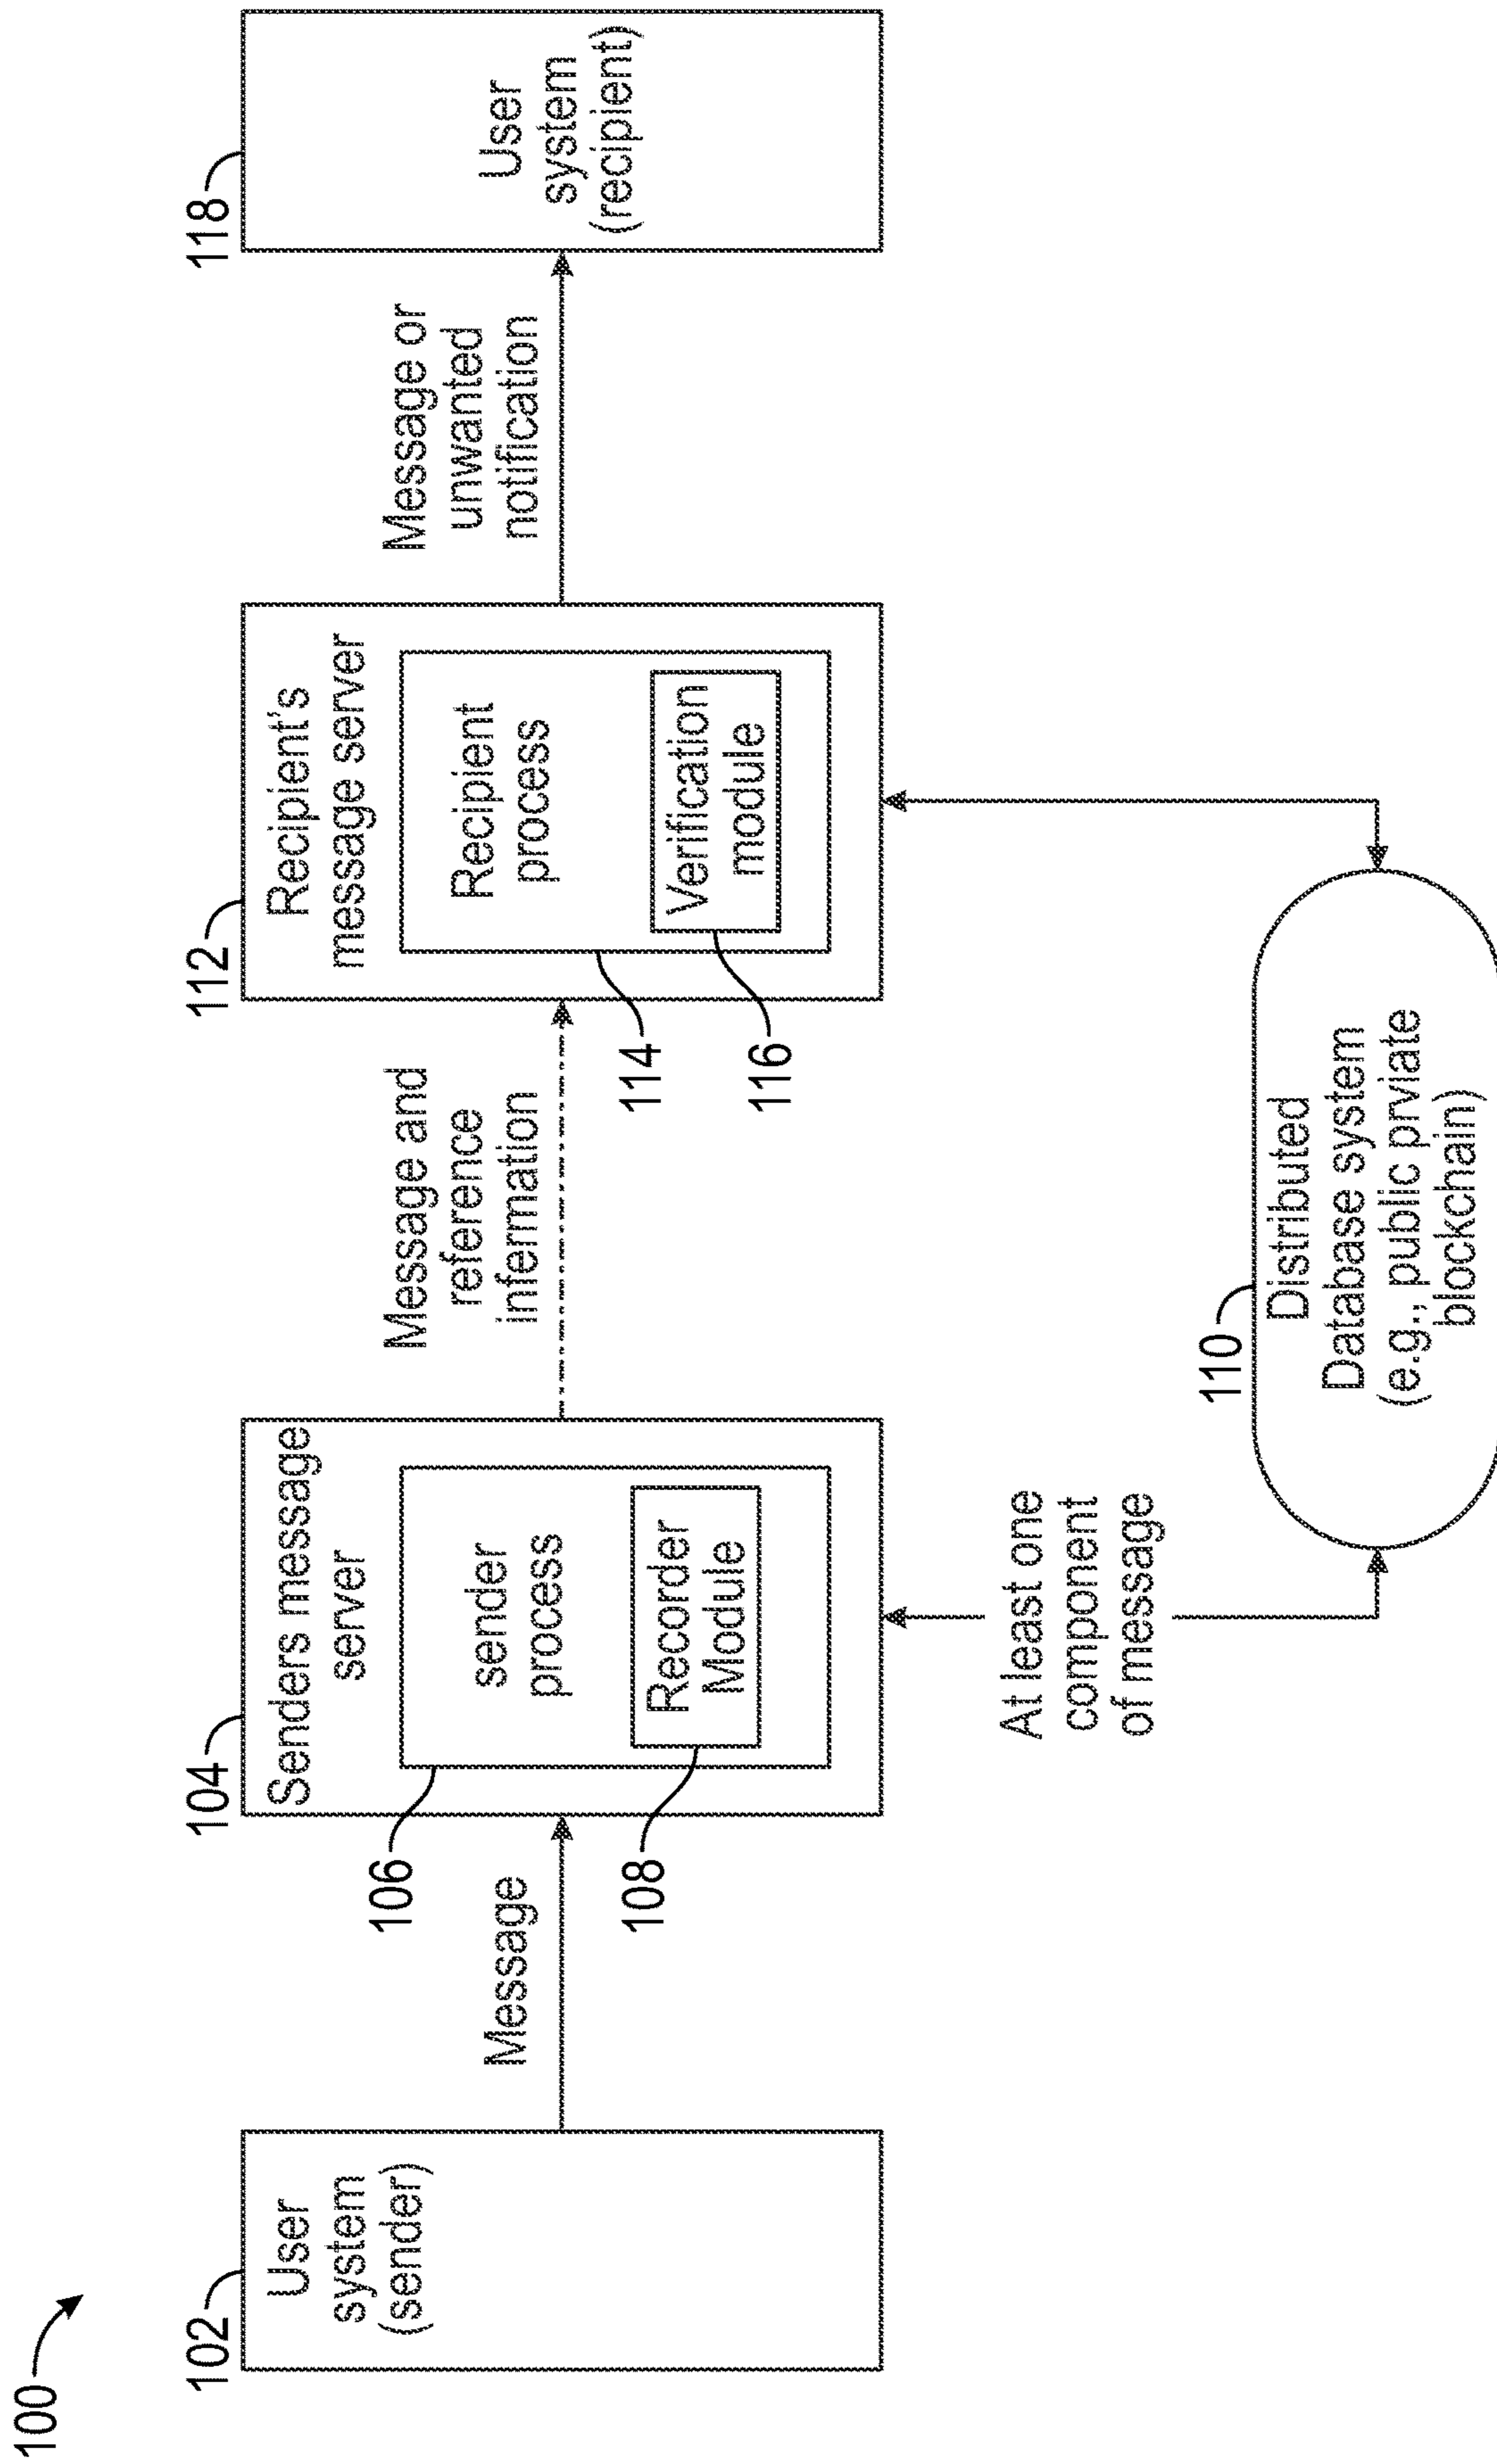 100
102
User
system
(sender)
Message
104
Senders message
server
106
sender
process
108
Recorder
Module
Message and
reference
infermation
At least one
component
of message
110
Distributed
Database system
(e.g., public prviate
blockchain)
112
Recipient's
message server
114
Recipient
process
116
Verification
module
Message or
unwanted
notification
118
User
system
(recipient)